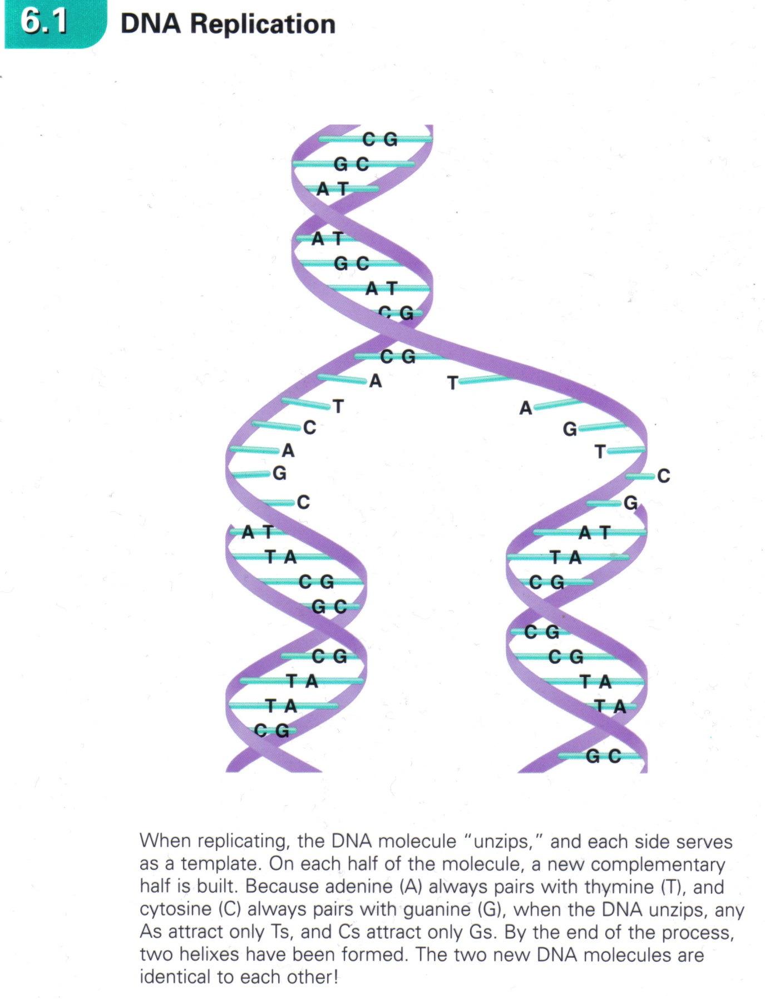 6.1 DNA Replication
C G
G C
A T
A T
G C
A T
C G
C G
A T
T A
C G
A T
G C
C G
A T A T
T A T A
C G C G
G C
C G
C G C G
T A T A
T A T A
C G
G C
When replicating, the DNA molecule “unzips,” and each side serves
as a template. On each half of the molecule, a new complementary
half is built. Because adenine (A) always pairs with thymine (T), and
cytosine (C) always pairs with guanine (G), when the DNA unzips, any
As attract only Ts, and Cs attract only Gs. By the end of the process,
two helixes have been formed. The two new DNA molecules are
identical to each other!